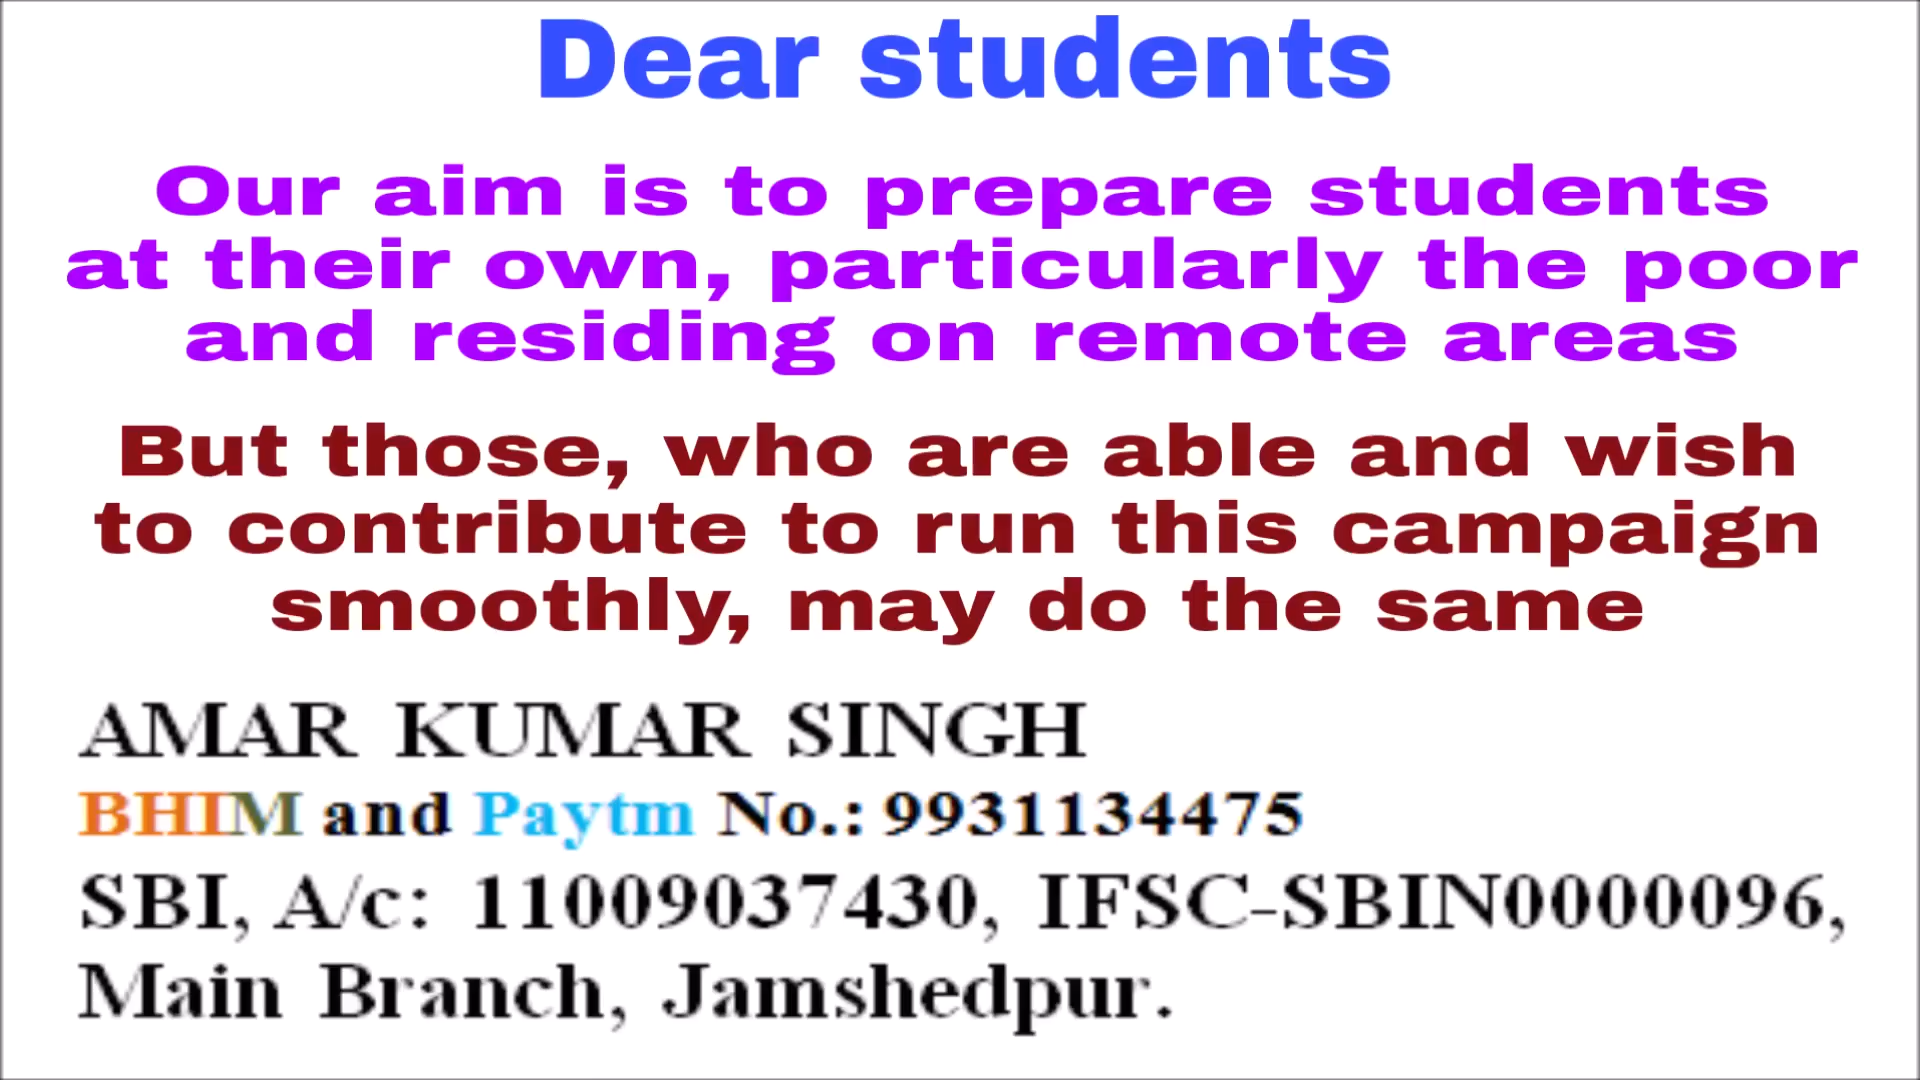 Dear students
Our aim is to prepare students
at their own, particularly the poor
and residing on remote areas
But those, who are able and wish
to contribute to run this campaign
smoothly, may do the same
AMAR KUMAR SINGH
BHIM and Paytm No.: 9931134475
SBI, A/c: 11009037430, IFSC-SBIN0000096,
Main Branch, Jamshedpur.